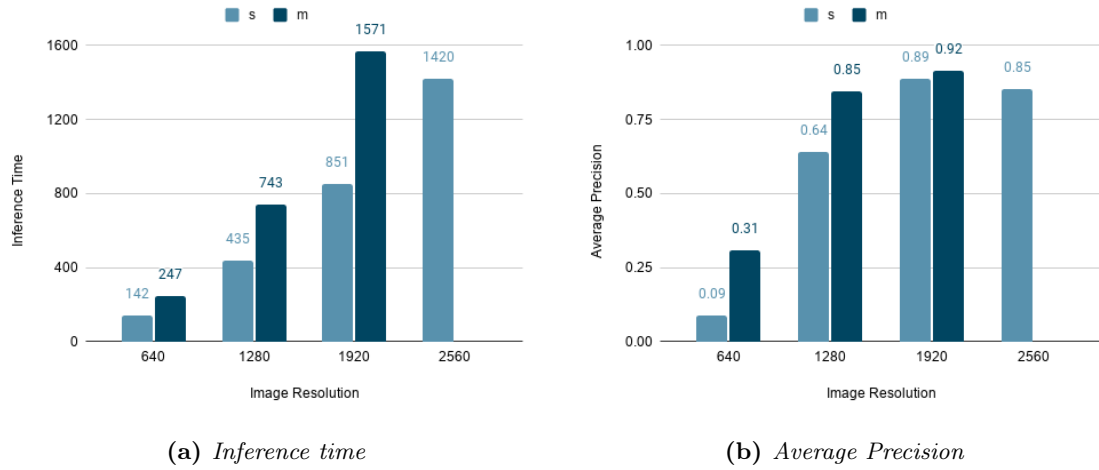 s m
1600
1200
800
400
0
Inference Time
142
247
435
743
851
1571
1420
640 1280 1920 2560
Image Resolution
(a) Inference time
s m
1.00
0.75
0.50
0.25
0.00
Average Precision
0.09
0.31
0.64
0.85
0.89
0.92
0.85
640 1280 1920 2560
Image Resolution
(b) Average Precision